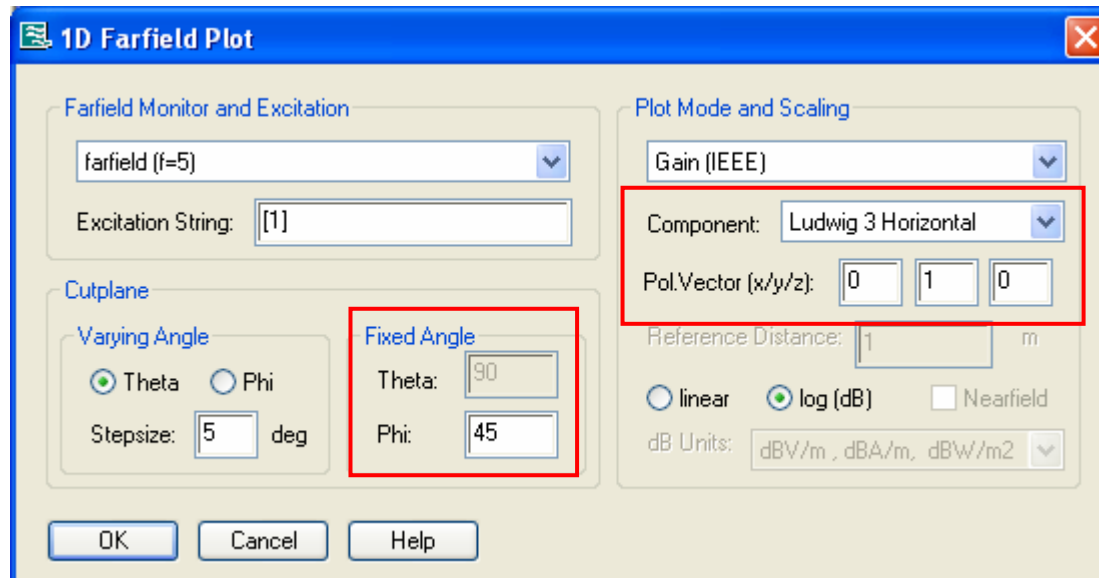 1D Farfield Plot
Farfield Monitor and Excitation
farfield (f=5)
Excitation String: [1]
Cutplane
Varying Angle
Theta Phi
Stepsize: 5 deg
Fixed Angle
Theta: 90
Phi: 45
Plot Mode and Scaling
Gain (IEEE)
Component: Ludwig 3 Horizontal
Pol.Vector (x/y/z): 0 1 0
Reference Distance: 1 m
linear log (dB) Nearfield
dB Units: dBV/m , dBA/m, dBW/m2
OK Cancel Help